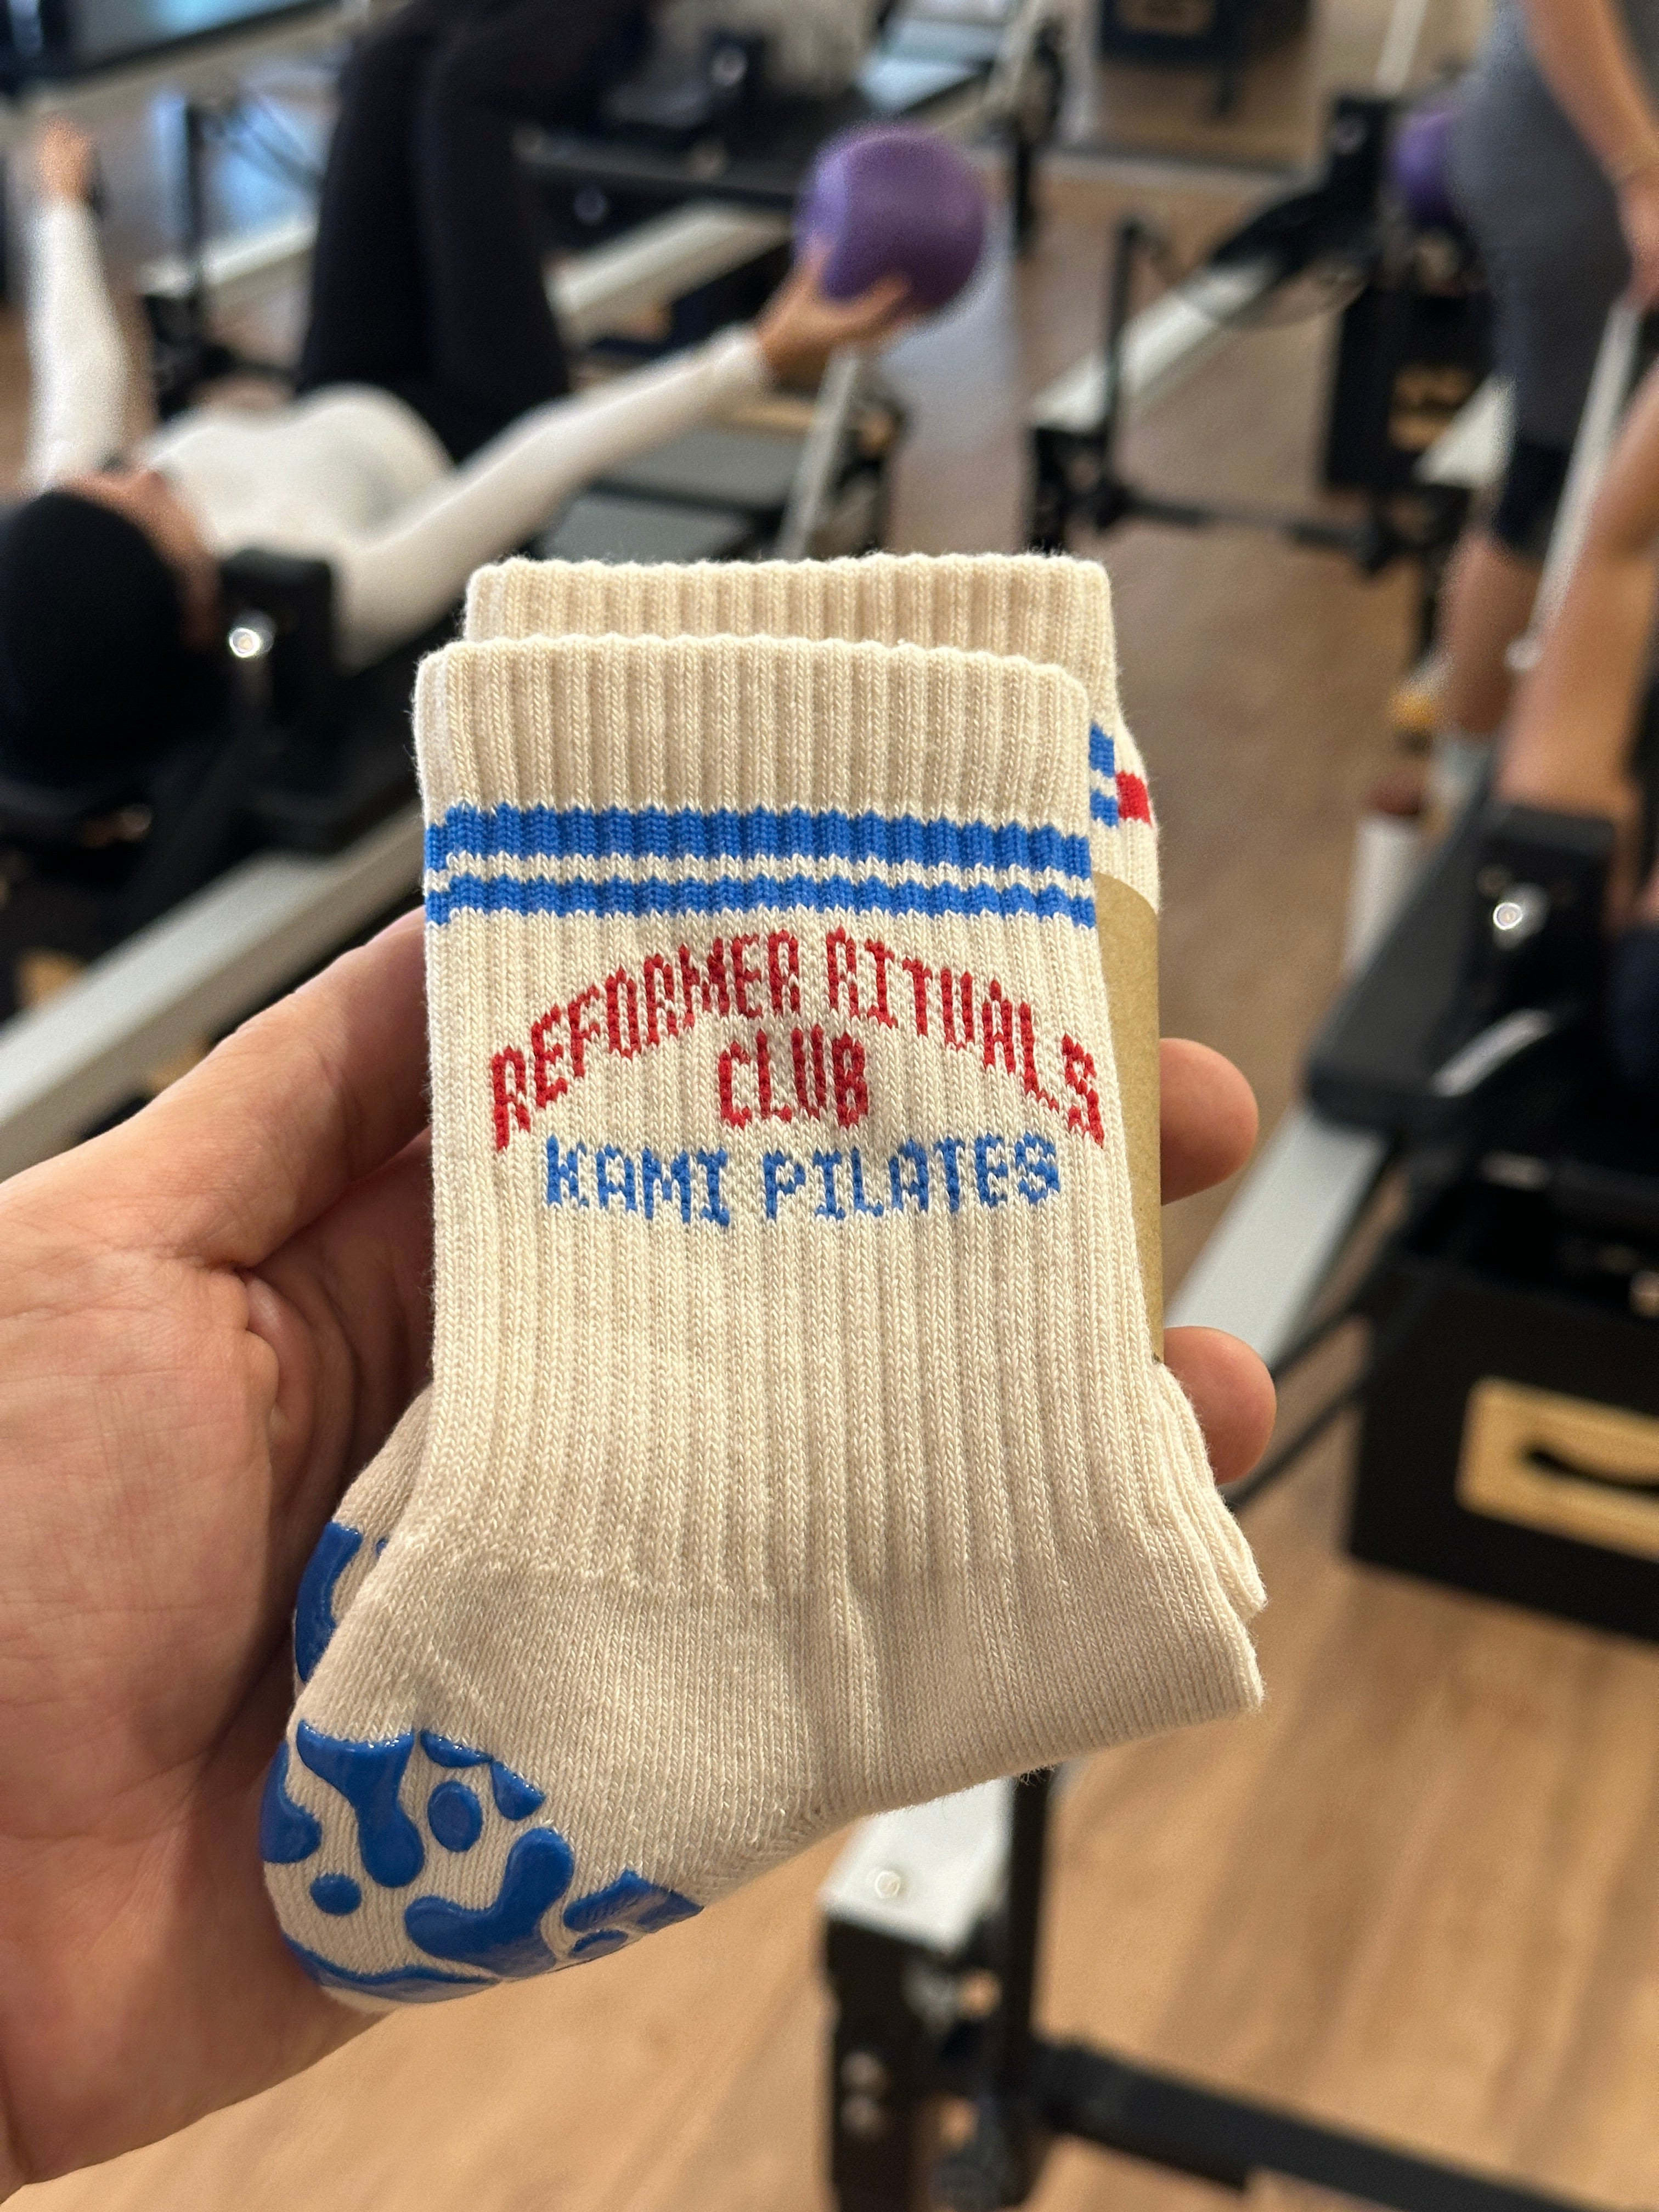 REFORMER RITUALS
CLUB
KAMI PILATES